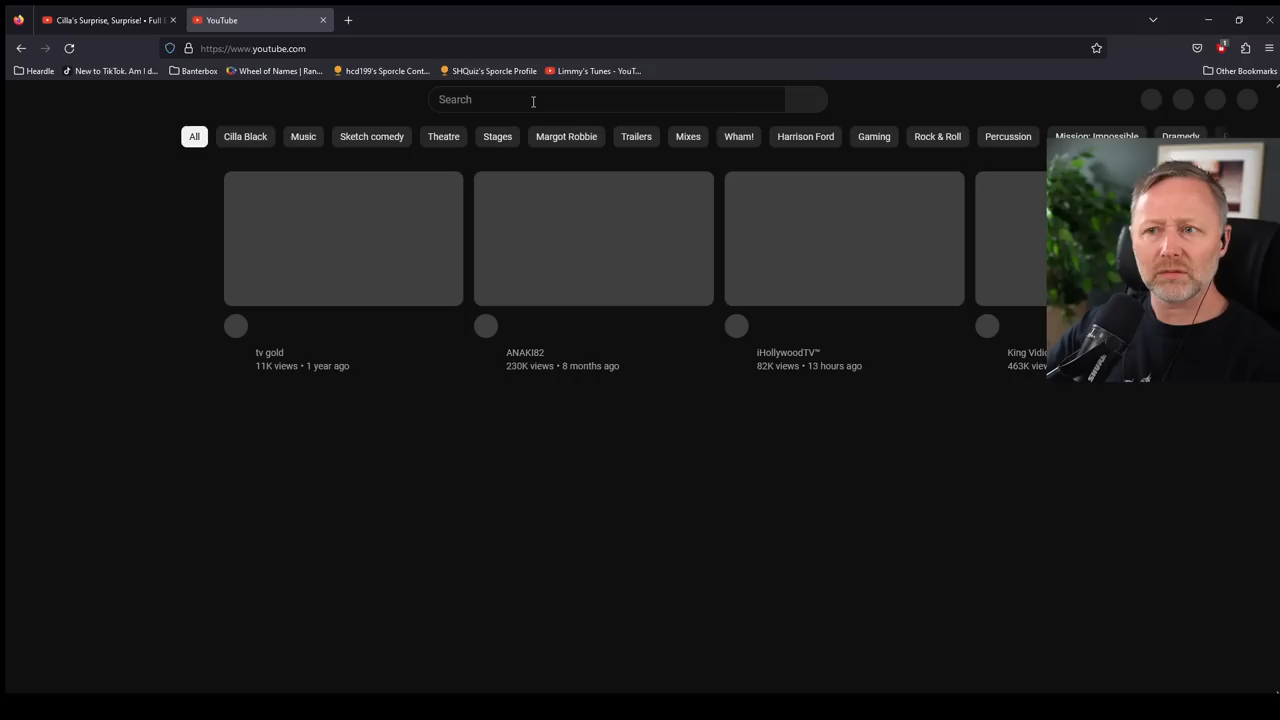 Cilla's Surprise, Surprise! • Full E
YouTube
https://www.youtube.com
1
Heardle
New to TikTok. Am I d...
Banterbox
Wheel of Names | Ran...
hcd199's Sporcle Cont...
SHQuiz's Sporcle Profile
Limmy's Tunes - YouT...
Other Bookmarks
Search
All
Cilla Black
Music
Sketch comedy
Theatre
Stages
Margot Robbie
Trailers
Mixes
Wham!
Harrison Ford
Gaming
Rock & Roll
Percussion
Mission: Impossible
Dramedy
tv gold
11K views • 1 year ago
ANAKI82
230K views • 8 months ago
iHollywoodTV™
82K views • 13 hours ago
King Vidi
463K vie
SHURE